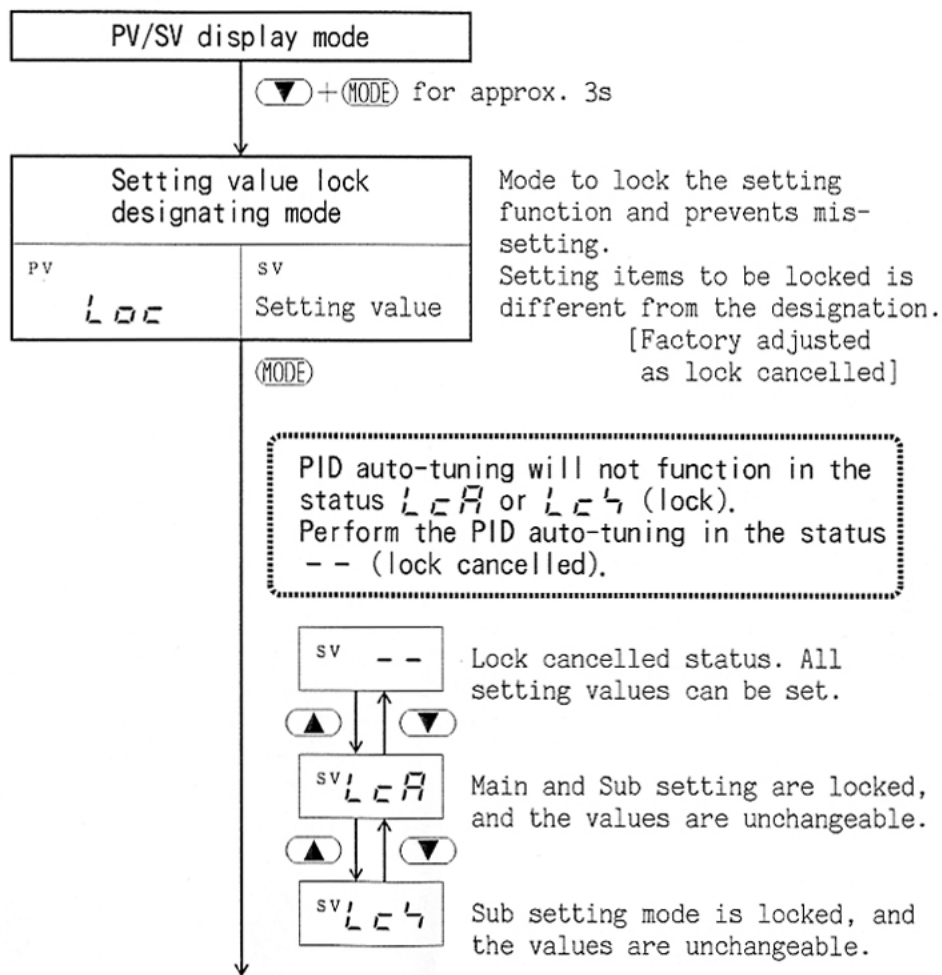 PV/SV display mode
▼+MODE for approx. 3s
Setting value lock
designating mode
PV
Loc
SV
Setting value
Mode to lock the setting
function and prevents mis-
setting.
Setting items to be locked is
different from the designation.
[Factory adjusted
as lock cancelled]
MODE
PID auto-tuning will not function in the
status LcA or Lc4 (lock).
Perform the PID auto-tuning in the status
-- (lock cancelled).
SV --
Lock cancelled status. All
setting values can be set.
▲ ▼
SV LcA
Main and Sub setting are locked,
and the values are unchangeable.
▲ ▼
SV Lc4
Sub setting mode is locked, and
the values are unchangeable.